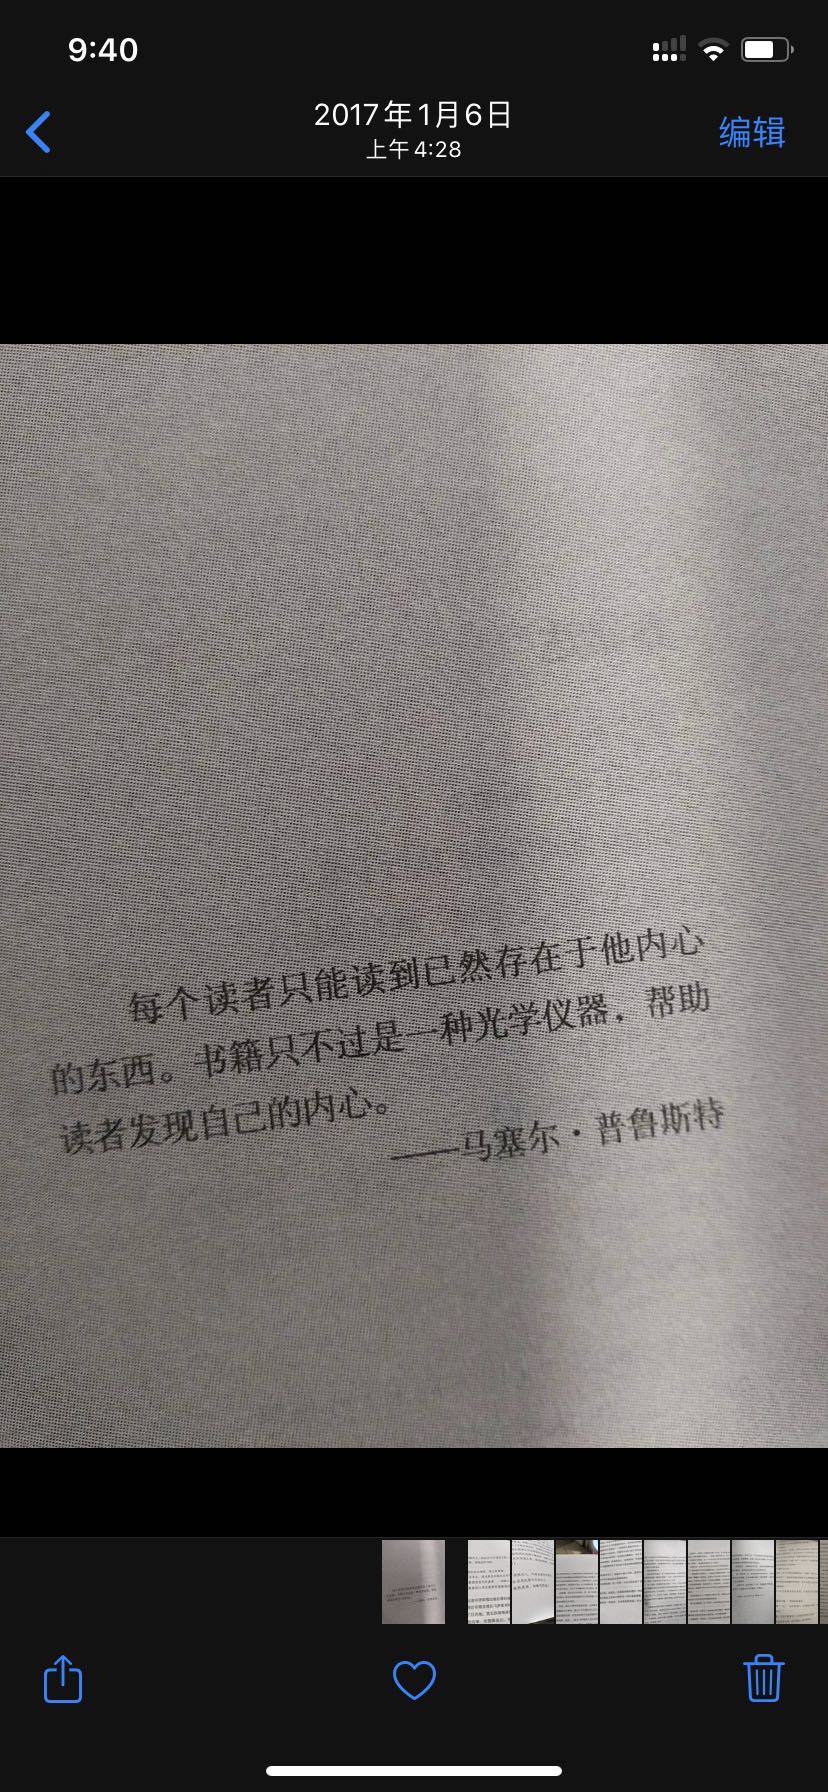 9:40
2017年1月6日
上午4:28
编辑
每个读者只能读到已然存在于他内心
的东西。书籍只不过是一种光学仪器，帮助
读者发现自己的内心。
——马塞尔·普鲁斯特